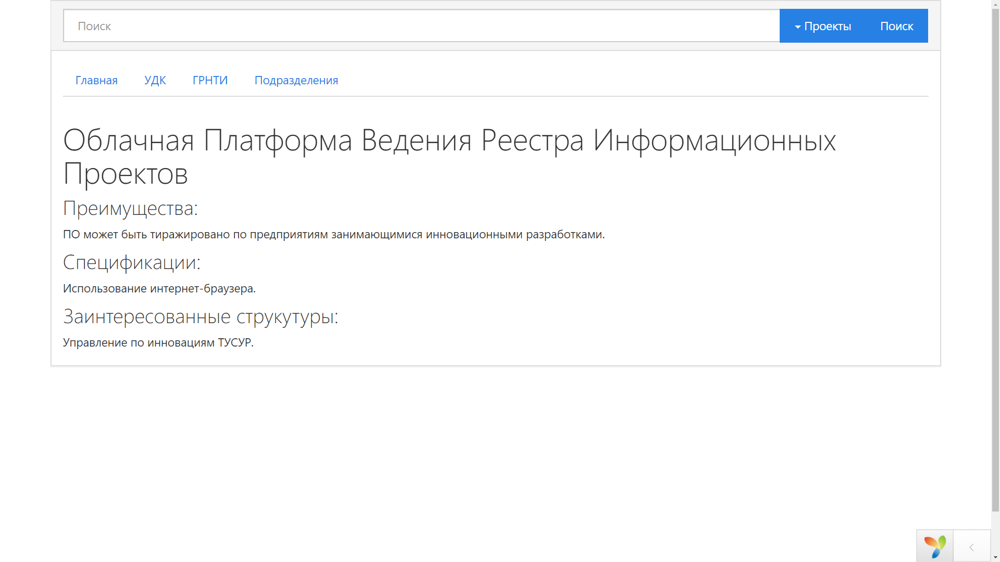 Поиск Проекты Поиск
Главная УДК ГРНТИ Подразделения
Облачная Платформа Ведения Реестра Информационных
Проектов
Преимущества:
ПО может быть тиражировано по предприятиям занимающимися инновационными разработками.
Спецификации:
Использование интернет-браузера.
Заинтересованные струкутуры:
Управление по инновациям ТУСУР.